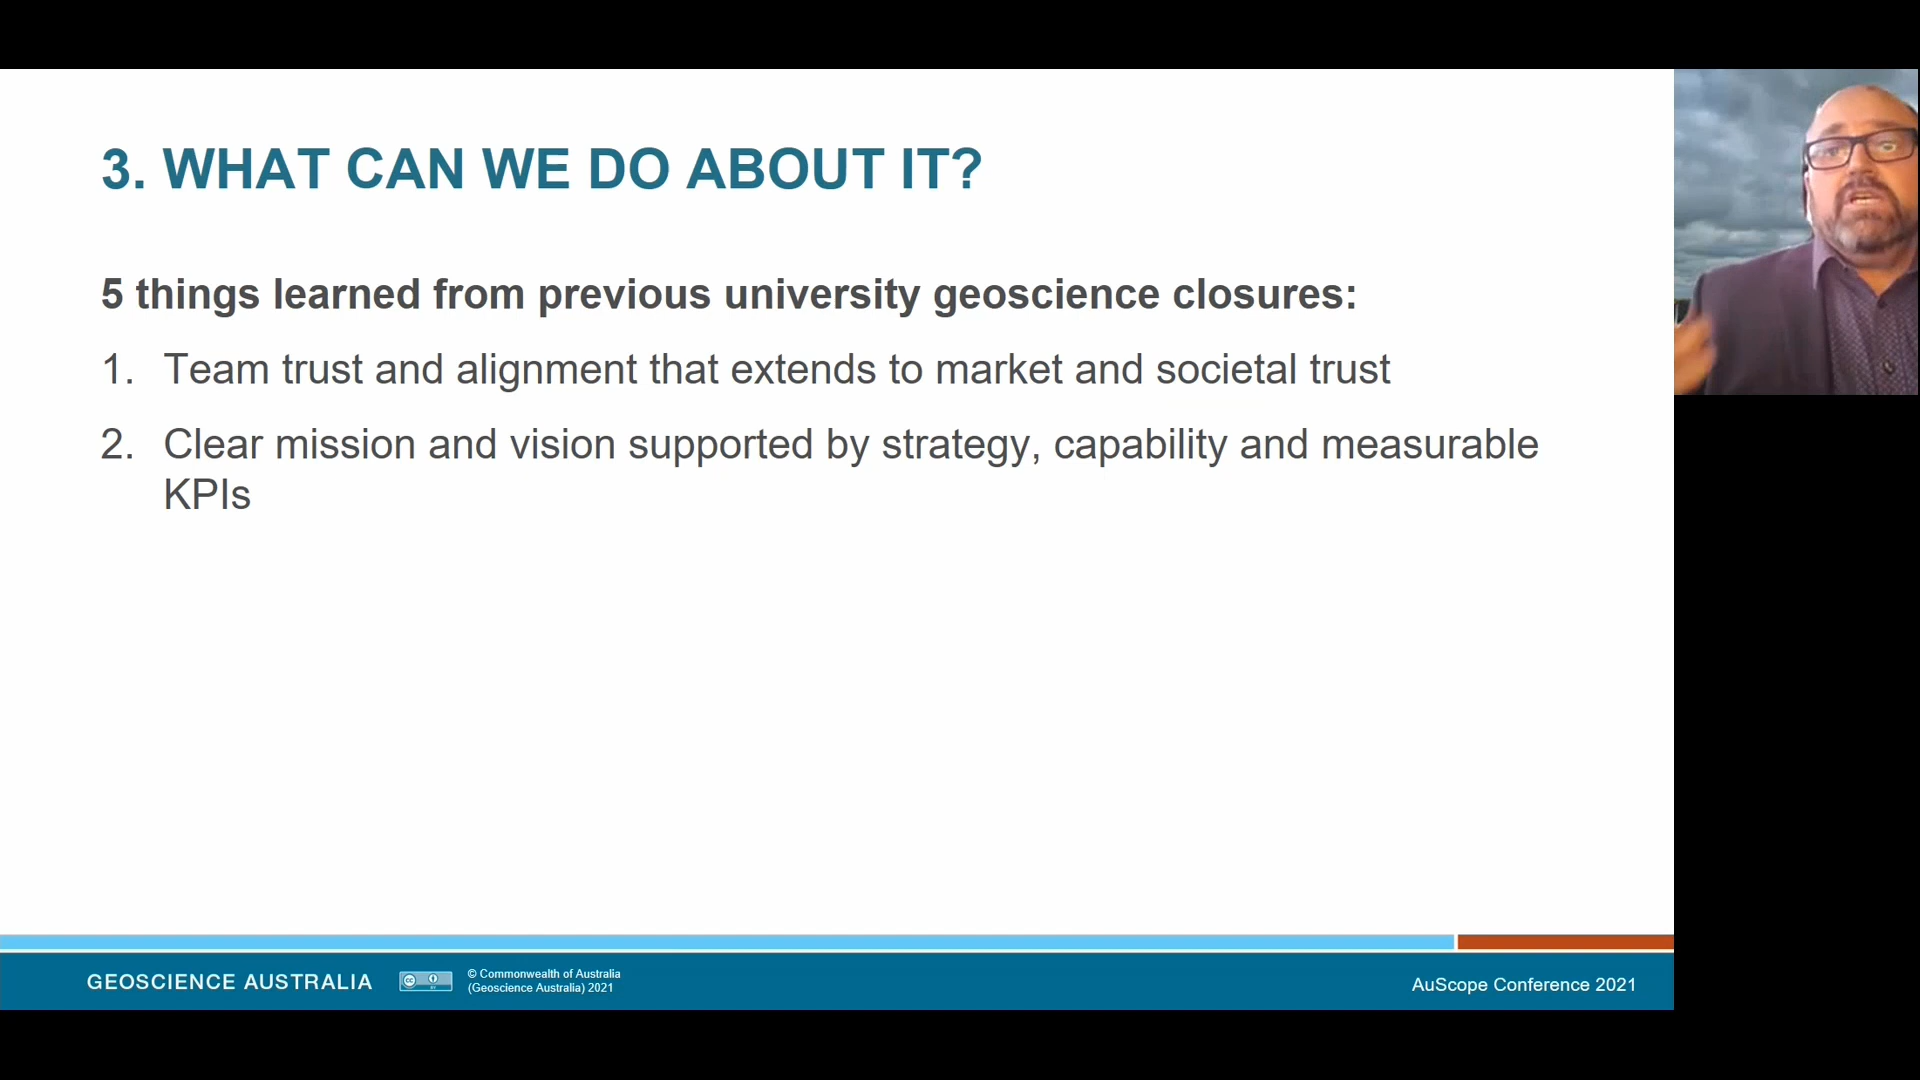 3. WHAT CAN WE DO ABOUT IT?
5 things learned from previous university geoscience closures:
1. Team trust and alignment that extends to market and societal trust
2. Clear mission and vision supported by strategy, capability and measurable
KPIs
GEOSCIENCE AUSTRALIA
© Commonwealth of Australia
(Geoscience Australia) 2021
AuScope Conference 2021